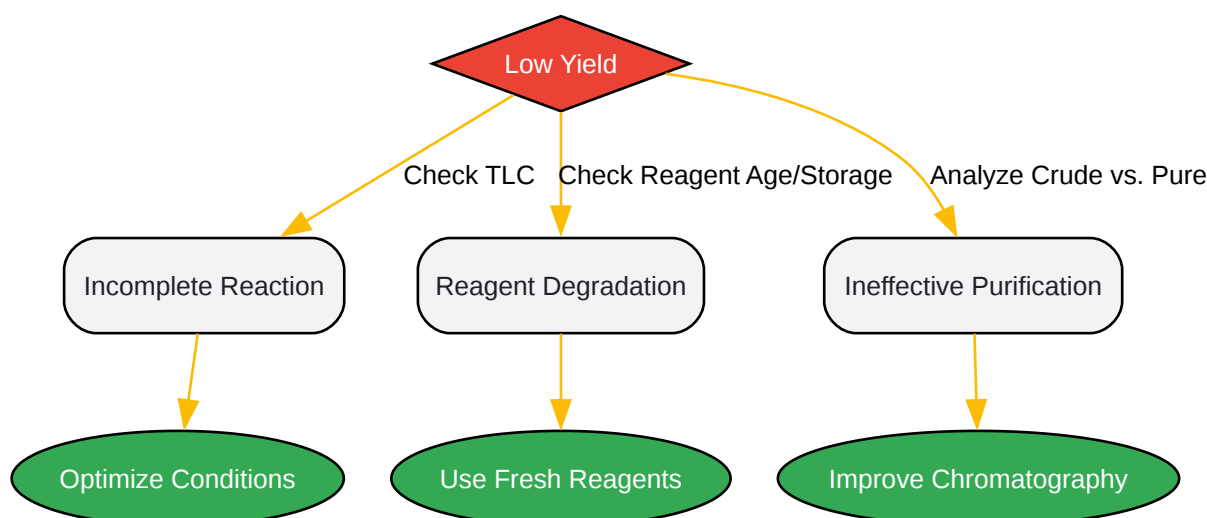 Low Yield
Check TLC
Check Reagent Age/Storage
Analyze Crude vs. Pure
Incomplete Reaction
Reagent Degradation
Ineffective Purification
Optimize Conditions
Use Fresh Reagents
Improve Chromatography